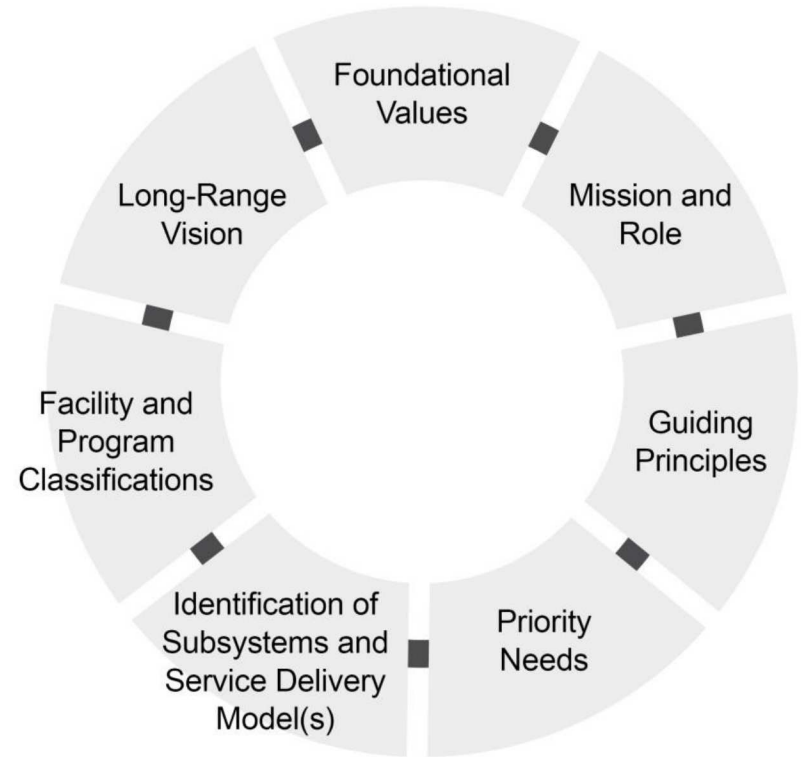 Foundational
Values
Mission and
Role
Guiding
Principles
Priority
Needs
Identification of
Subsystems and
Service Delivery
Model(s)
Facility and
Program
Classifications
Long-Range
Vision